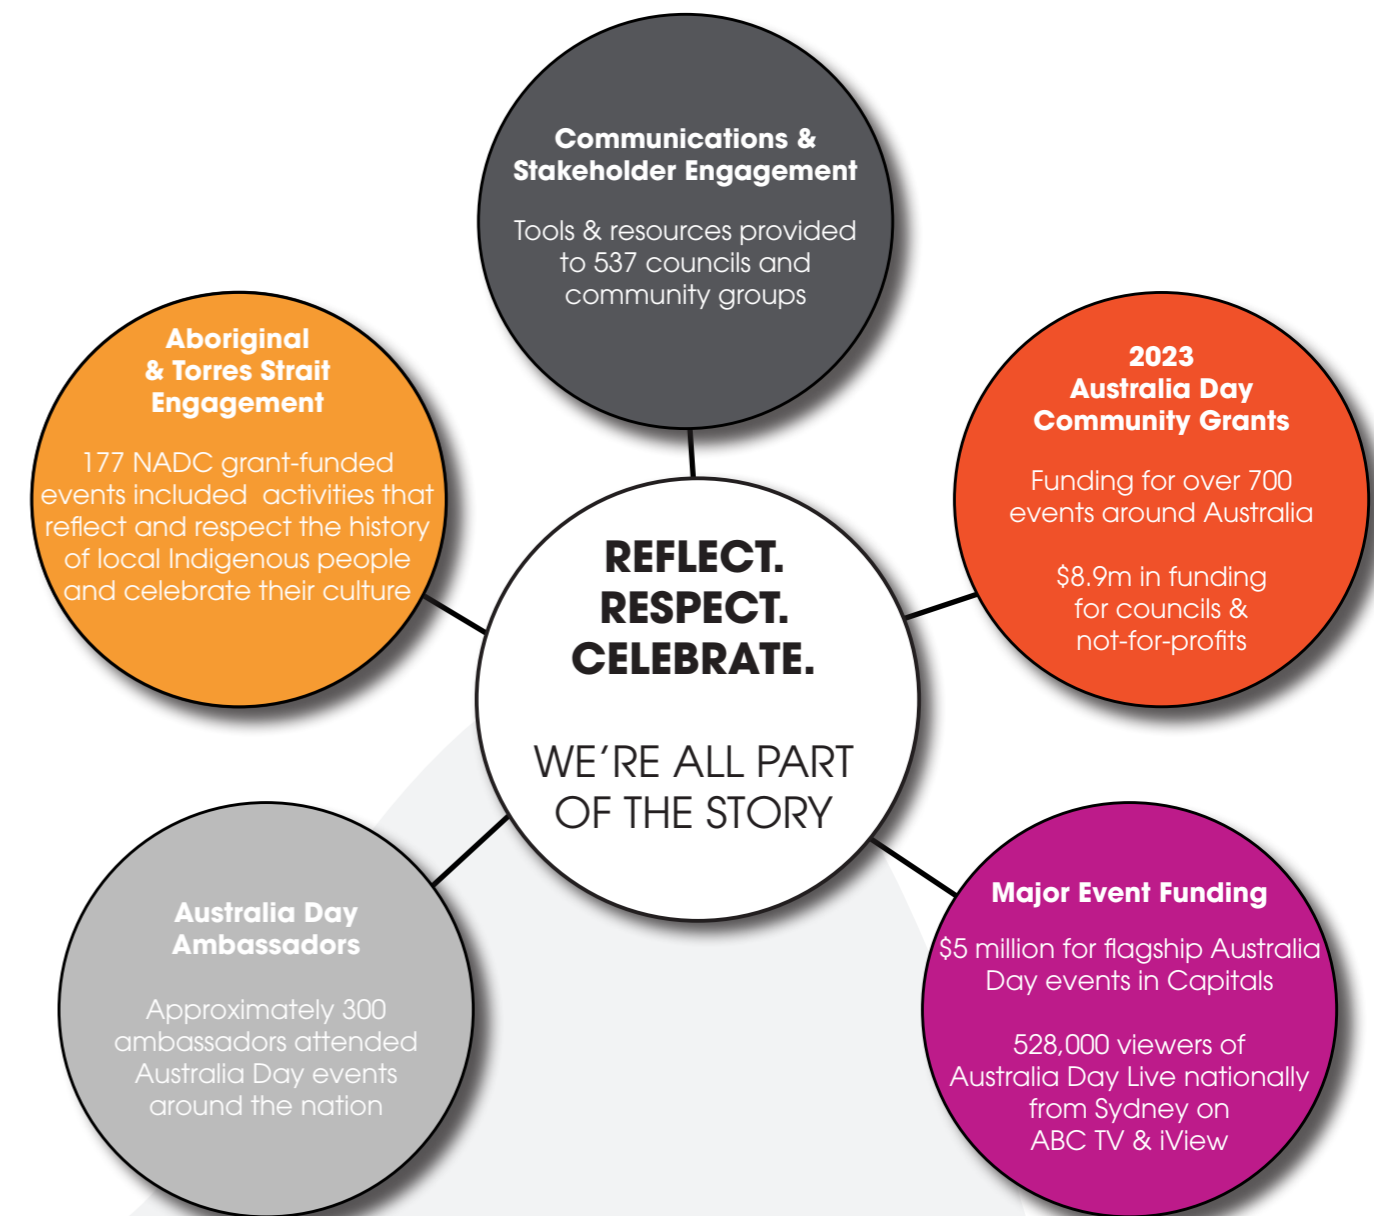 Communications &
Stakeholder Engagement
Tools & resources provided
to 537 councils and
community groups
Aboriginal
& Torres Strait
Engagement
177 NADC grant-funded
events included  activities that
reflect and respect the history
of local Indigenous people
and celebrate their culture
2023
Australia Day
Community Grants
Funding for over 700
events around Australia
$8.9m in funding
for councils &
not-for-profits
REFLECT.
RESPECT.
CELEBRATE.
WE’RE ALL PART
OF THE STORY
Australia Day
Ambassadors
Approximately 300
ambassadors attended
Australia Day events
around the nation
Major Event Funding
$5 million for flagship Australia
Day events in Capitals
528,000 viewers of
Australia Day Live nationally
from Sydney on
ABC TV & iView